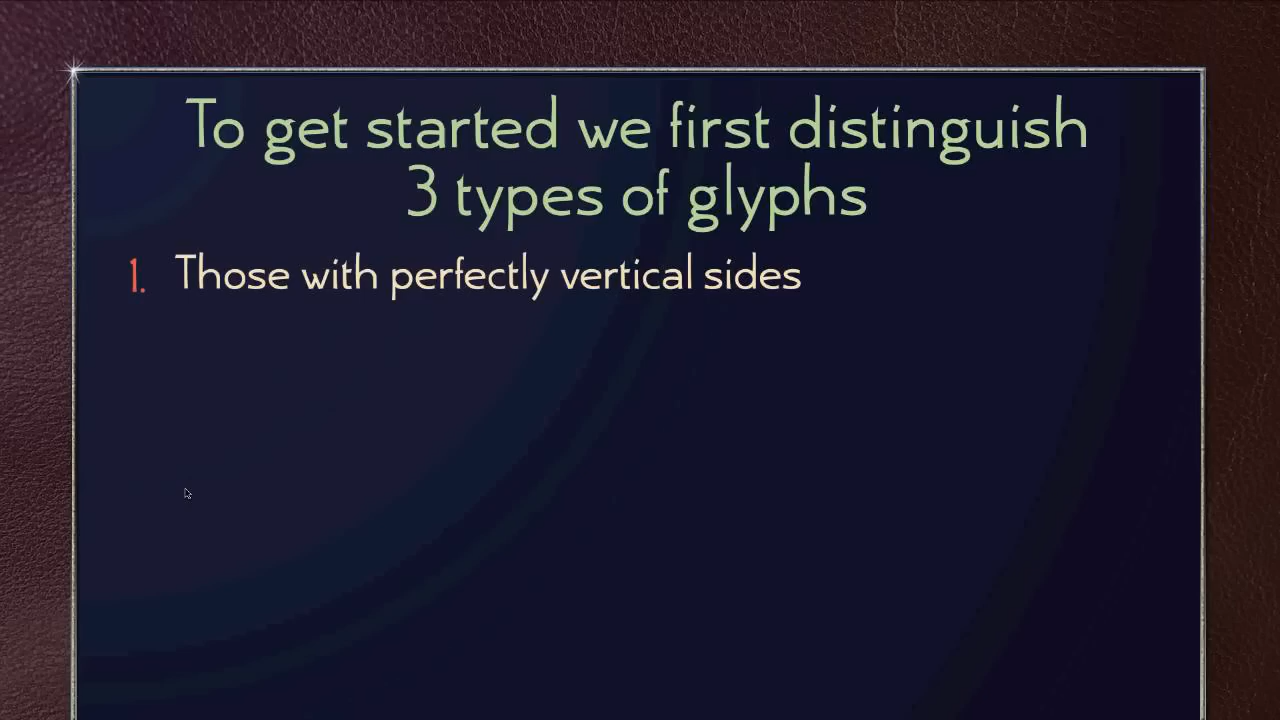 To get started we first distinguish
3 types of glyphs
1. Those with perfectly vertical sides